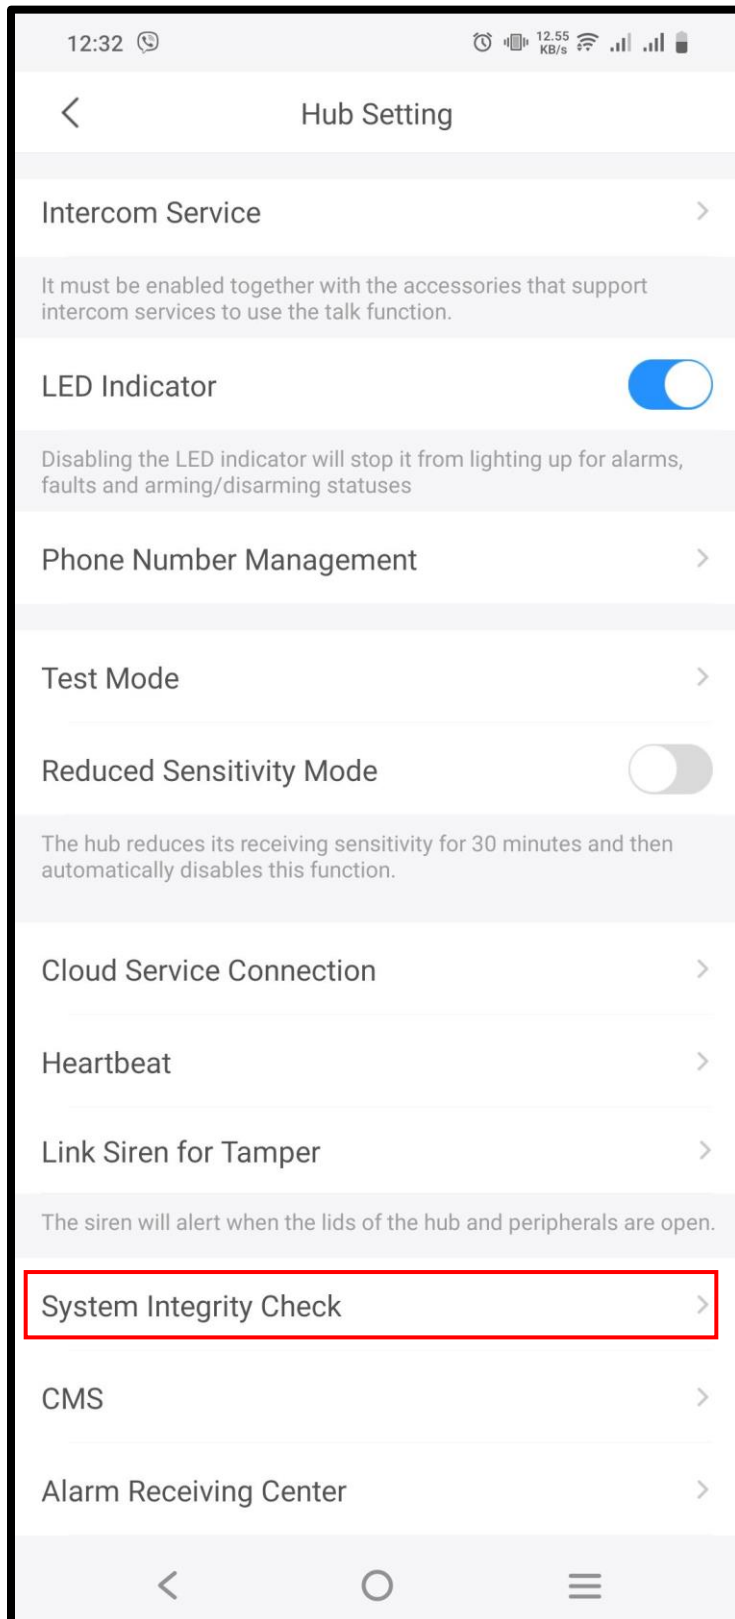 12:32
12.55
KB/s
Hub Setting
Intercom Service
It must be enabled together with the accessories that support
intercom services to use the talk function.
LED Indicator
Disabling the LED indicator will stop it from lighting up for alarms,
faults and arming/disarming statuses
Phone Number Management
Test Mode
Reduced Sensitivity Mode
The hub reduces its receiving sensitivity for 30 minutes and then
automatically disables this function.
Cloud Service Connection
Heartbeat
Link Siren for Tamper
The siren will alert when the lids of the hub and peripherals are open.
System Integrity Check
CMS
Alarm Receiving Center